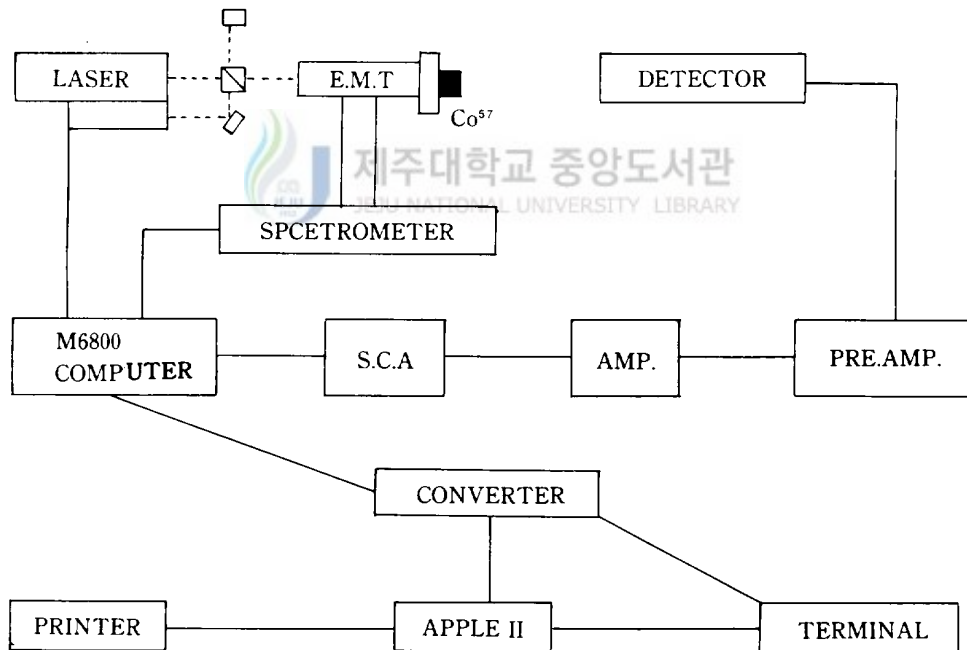 LASER
E.M.T
DETECTOR
Co⁵⁷
제주대학교 중앙도서관
JEJU NATIONAL UNIVERSITY LIBRARY
SPCETROMETER
M6800
COMPUTER
S.C.A
AMP.
PRE.AMP.
CONVERTER
PRINTER
APPLE II
TERMINAL